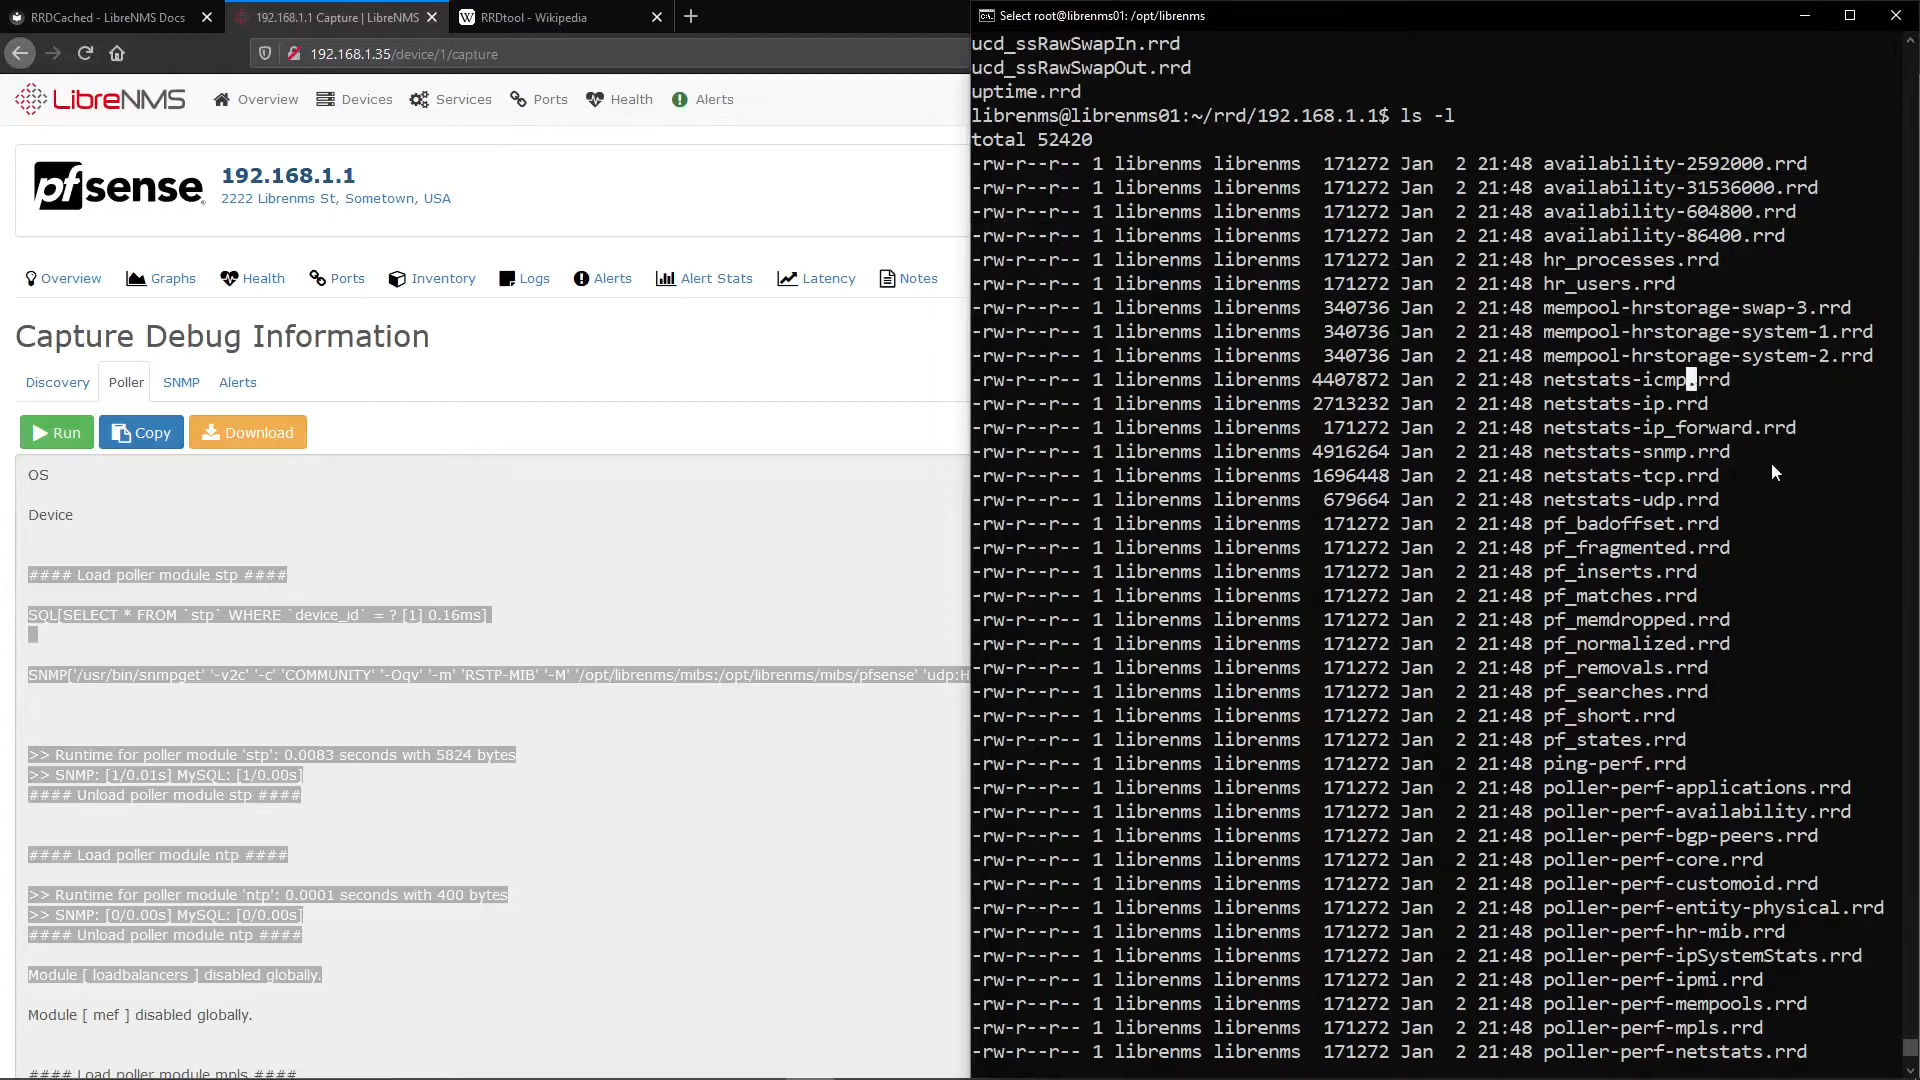 RRDCached - LibreNMS Docs
192.168.1.1 Capture | LibreNMS
W RRDtool - Wikipedia
192.168.1.35/device/1/capture
LibreNMS
Overview
Devices
Services
Ports
Health
Alerts
pfsense
192.168.1.1
2222 Librenms St, Sometown, USA
Overview
Graphs
Health
Ports
Inventory
Logs
Alerts
Alert Stats
Latency
Notes
Capture Debug Information
Discovery
Poller
SNMP
Alerts
Run
Copy
Download
OS
Device
#### Load poller module stp ####
SQL[SELECT * FROM `stp` WHERE `device_id` = ? [1] 0.16ms]
SNMP['/usr/bin/snmpget' '-v2c' '-c' 'COMMUNITY' '-Oqv' '-m' 'RSTP-MIB' '-M' '/opt/librenms/mibs:/opt/librenms/mibs/pfsense' 'udp:H
>> Runtime for poller module 'stp': 0.0083 seconds with 5824 bytes
>> SNMP: [1/0.01s] MySQL: [1/0.00s]
#### Unload poller module stp ####
#### Load poller module ntp ####
>> Runtime for poller module 'ntp': 0.0001 seconds with 400 bytes
>> SNMP: [0/0.00s] MySQL: [0/0.00s]
#### Unload poller module ntp ####
Module [ loadbalancers ] disabled globally.
Module [ mef ] disabled globally.
#### Load poller module mpls ####
Select root@librenms01: /opt/librenms
ucd_ssRawSwapIn.rrd
ucd_ssRawSwapOut.rrd
uptime.rrd
librenms@librenms01:~/rrd/192.168.1.1$ ls -l
total 52420
-rw-r--r-- 1 librenms librenms  171272 Jan  2 21:48 availability-2592000.rrd
-rw-r--r-- 1 librenms librenms  171272 Jan  2 21:48 availability-31536000.rrd
-rw-r--r-- 1 librenms librenms  171272 Jan  2 21:48 availability-604800.rrd
-rw-r--r-- 1 librenms librenms  171272 Jan  2 21:48 availability-86400.rrd
-rw-r--r-- 1 librenms librenms  171272 Jan  2 21:48 hr_processes.rrd
-rw-r--r-- 1 librenms librenms  171272 Jan  2 21:48 hr_users.rrd
-rw-r--r-- 1 librenms librenms  340736 Jan  2 21:48 mempool-hrstorage-swap-3.rrd
-rw-r--r-- 1 librenms librenms  340736 Jan  2 21:48 mempool-hrstorage-system-1.rrd
-rw-r--r-- 1 librenms librenms  340736 Jan  2 21:48 mempool-hrstorage-system-2.rrd
-rw-r--r-- 1 librenms librenms 4407872 Jan  2 21:48 netstats-icmp.rrd
-rw-r--r-- 1 librenms librenms 2713232 Jan  2 21:48 netstats-ip.rrd
-rw-r--r-- 1 librenms librenms  171272 Jan  2 21:48 netstats-ip_forward.rrd
-rw-r--r-- 1 librenms librenms 4916264 Jan  2 21:48 netstats-snmp.rrd
-rw-r--r-- 1 librenms librenms 1696448 Jan  2 21:48 netstats-tcp.rrd
-rw-r--r-- 1 librenms librenms  679664 Jan  2 21:48 netstats-udp.rrd
-rw-r--r-- 1 librenms librenms  171272 Jan  2 21:48 pf_badoffset.rrd
-rw-r--r-- 1 librenms librenms  171272 Jan  2 21:48 pf_fragmented.rrd
-rw-r--r-- 1 librenms librenms  171272 Jan  2 21:48 pf_inserts.rrd
-rw-r--r-- 1 librenms librenms  171272 Jan  2 21:48 pf_matches.rrd
-rw-r--r-- 1 librenms librenms  171272 Jan  2 21:48 pf_memdropped.rrd
-rw-r--r-- 1 librenms librenms  171272 Jan  2 21:48 pf_normalized.rrd
-rw-r--r-- 1 librenms librenms  171272 Jan  2 21:48 pf_removals.rrd
-rw-r--r-- 1 librenms librenms  171272 Jan  2 21:48 pf_searches.rrd
-rw-r--r-- 1 librenms librenms  171272 Jan  2 21:48 pf_short.rrd
-rw-r--r-- 1 librenms librenms  171272 Jan  2 21:48 pf_states.rrd
-rw-r--r-- 1 librenms librenms  171272 Jan  2 21:48 ping-perf.rrd
-rw-r--r-- 1 librenms librenms  171272 Jan  2 21:48 poller-perf-applications.rrd
-rw-r--r-- 1 librenms librenms  171272 Jan  2 21:48 poller-perf-availability.rrd
-rw-r--r-- 1 librenms librenms  171272 Jan  2 21:48 poller-perf-bgp-peers.rrd
-rw-r--r-- 1 librenms librenms  171272 Jan  2 21:48 poller-perf-core.rrd
-rw-r--r-- 1 librenms librenms  171272 Jan  2 21:48 poller-perf-customoid.rrd
-rw-r--r-- 1 librenms librenms  171272 Jan  2 21:48 poller-perf-entity-physical.rrd
-rw-r--r-- 1 librenms librenms  171272 Jan  2 21:48 poller-perf-hr-mib.rrd
-rw-r--r-- 1 librenms librenms  171272 Jan  2 21:48 poller-perf-ipSystemStats.rrd
-rw-r--r-- 1 librenms librenms  171272 Jan  2 21:48 poller-perf-ipmi.rrd
-rw-r--r-- 1 librenms librenms  171272 Jan  2 21:48 poller-perf-mempools.rrd
-rw-r--r-- 1 librenms librenms  171272 Jan  2 21:48 poller-perf-mpls.rrd
-rw-r--r-- 1 librenms librenms  171272 Jan  2 21:48 poller-perf-netstats.rrd